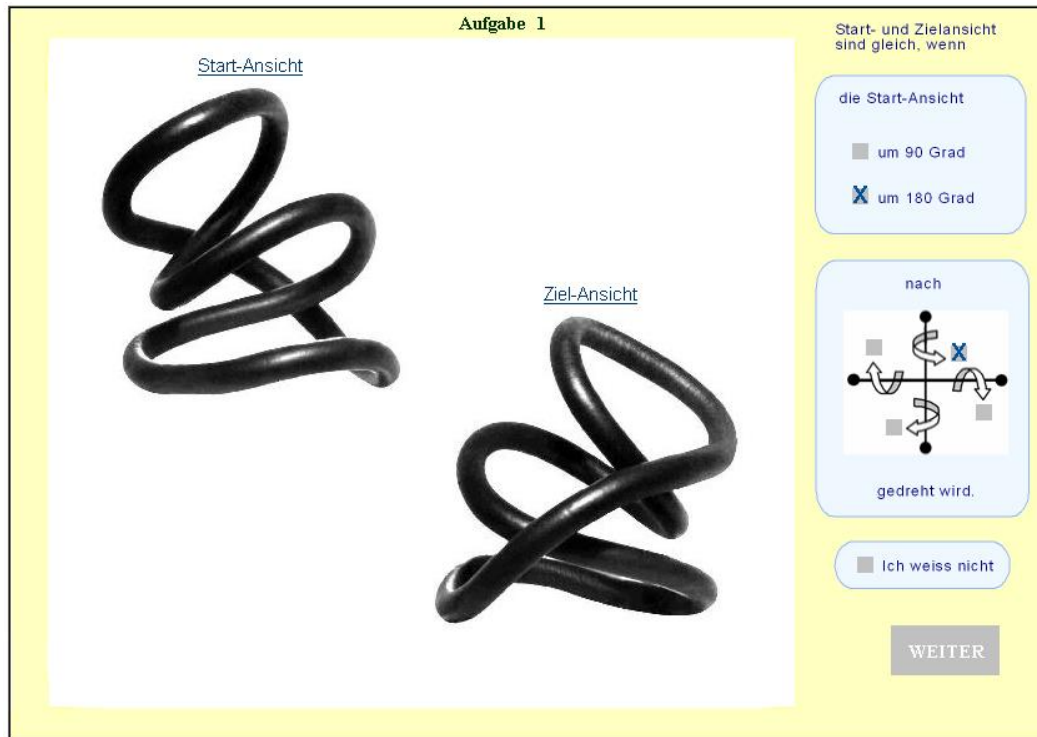 Aufgabe 1
Start-Ansicht
Ziel-Ansicht
Start- und Zielansicht
sind gleich, wenn
die Start-Ansicht
um 90 Grad
X um 180 Grad
nach
X
gedreht wird.
Ich weiss nicht
WEITER